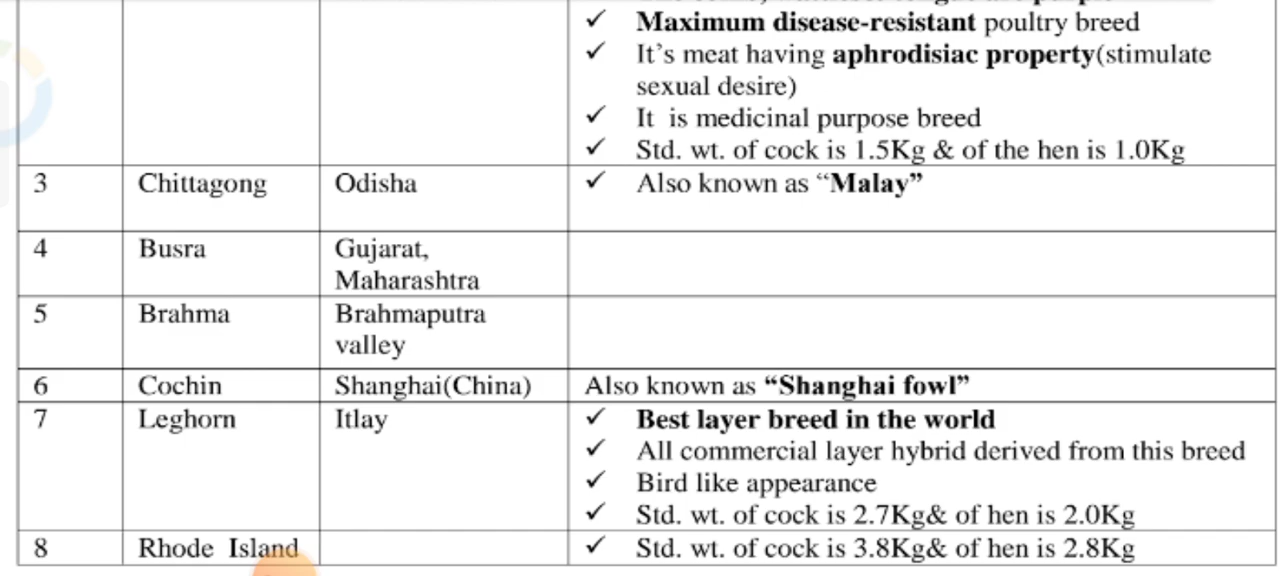 Maximum disease-resistant poultry breed
It's meat having aphrodisiac property(stimulate
sexual desire)
It is medicinal purpose breed
Std. wt. of cock is 1.5Kg & of the hen is 1.0Kg
3 Chittagong Odisha Also known as “Malay”
4 Busra Gujarat,
Maharashtra
5 Brahma Brahmaputra
valley
6 Cochin Shanghai(China) Also known as “Shanghai fowl”
7 Leghorn Itlay Best layer breed in the world
All commercial layer hybrid derived from this breed
Bird like appearance
Std. wt. of cock is 2.7Kg& of hen is 2.0Kg
8 Rhode Island Std. wt. of cock is 3.8Kg& of hen is 2.8Kg